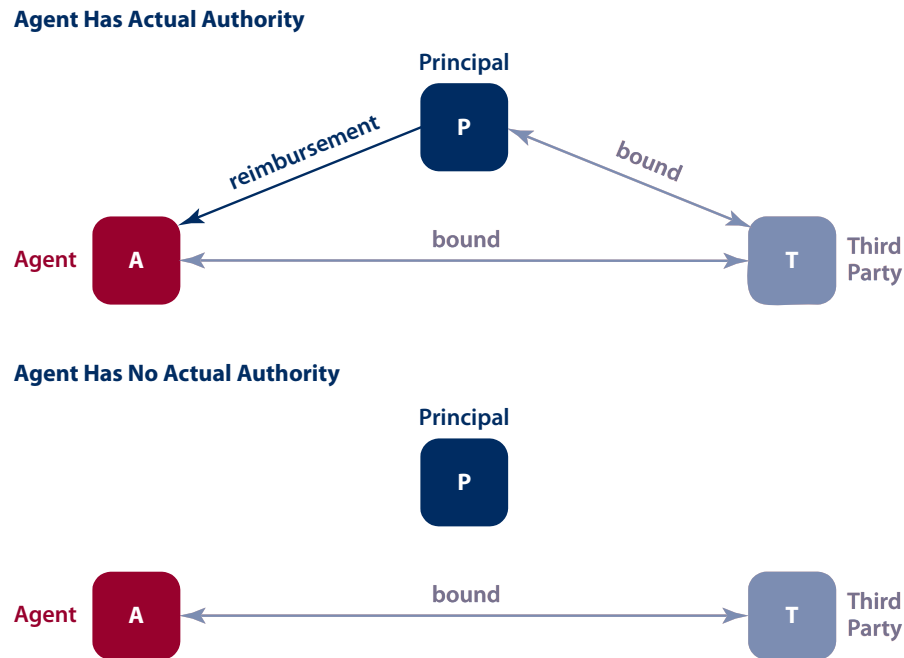 Agent Has Actual Authority
Principal
P
reimbursement
bound
Agent
A
bound
T
Third
Party
Agent Has No Actual Authority
Principal
P
Agent
A
bound
T
Third
Party